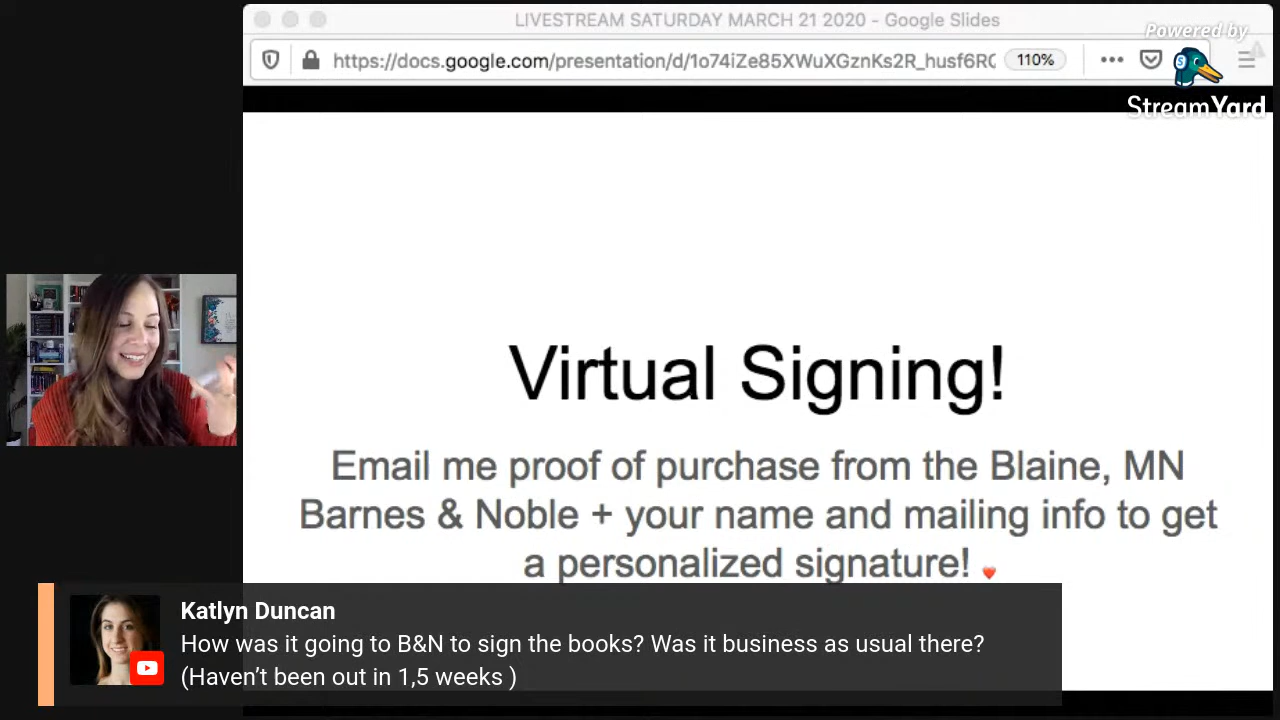 LIVESTREAM SATURDAY MARCH 21 2020 - Google Slides
Powered by
https://docs.google.com/presentation/d/1o74iZe85XWuXGznKs2R_husf6RC
110%
StreamYard
Virtual Signing!
Email me proof of purchase from the Blaine, MN
Barnes & Noble + your name and mailing info to get
a personalized signature! ❤️
Katlyn Duncan
How was it going to B&N to sign the books? Was it business as usual there?
(Haven’t been out in 1,5 weeks )